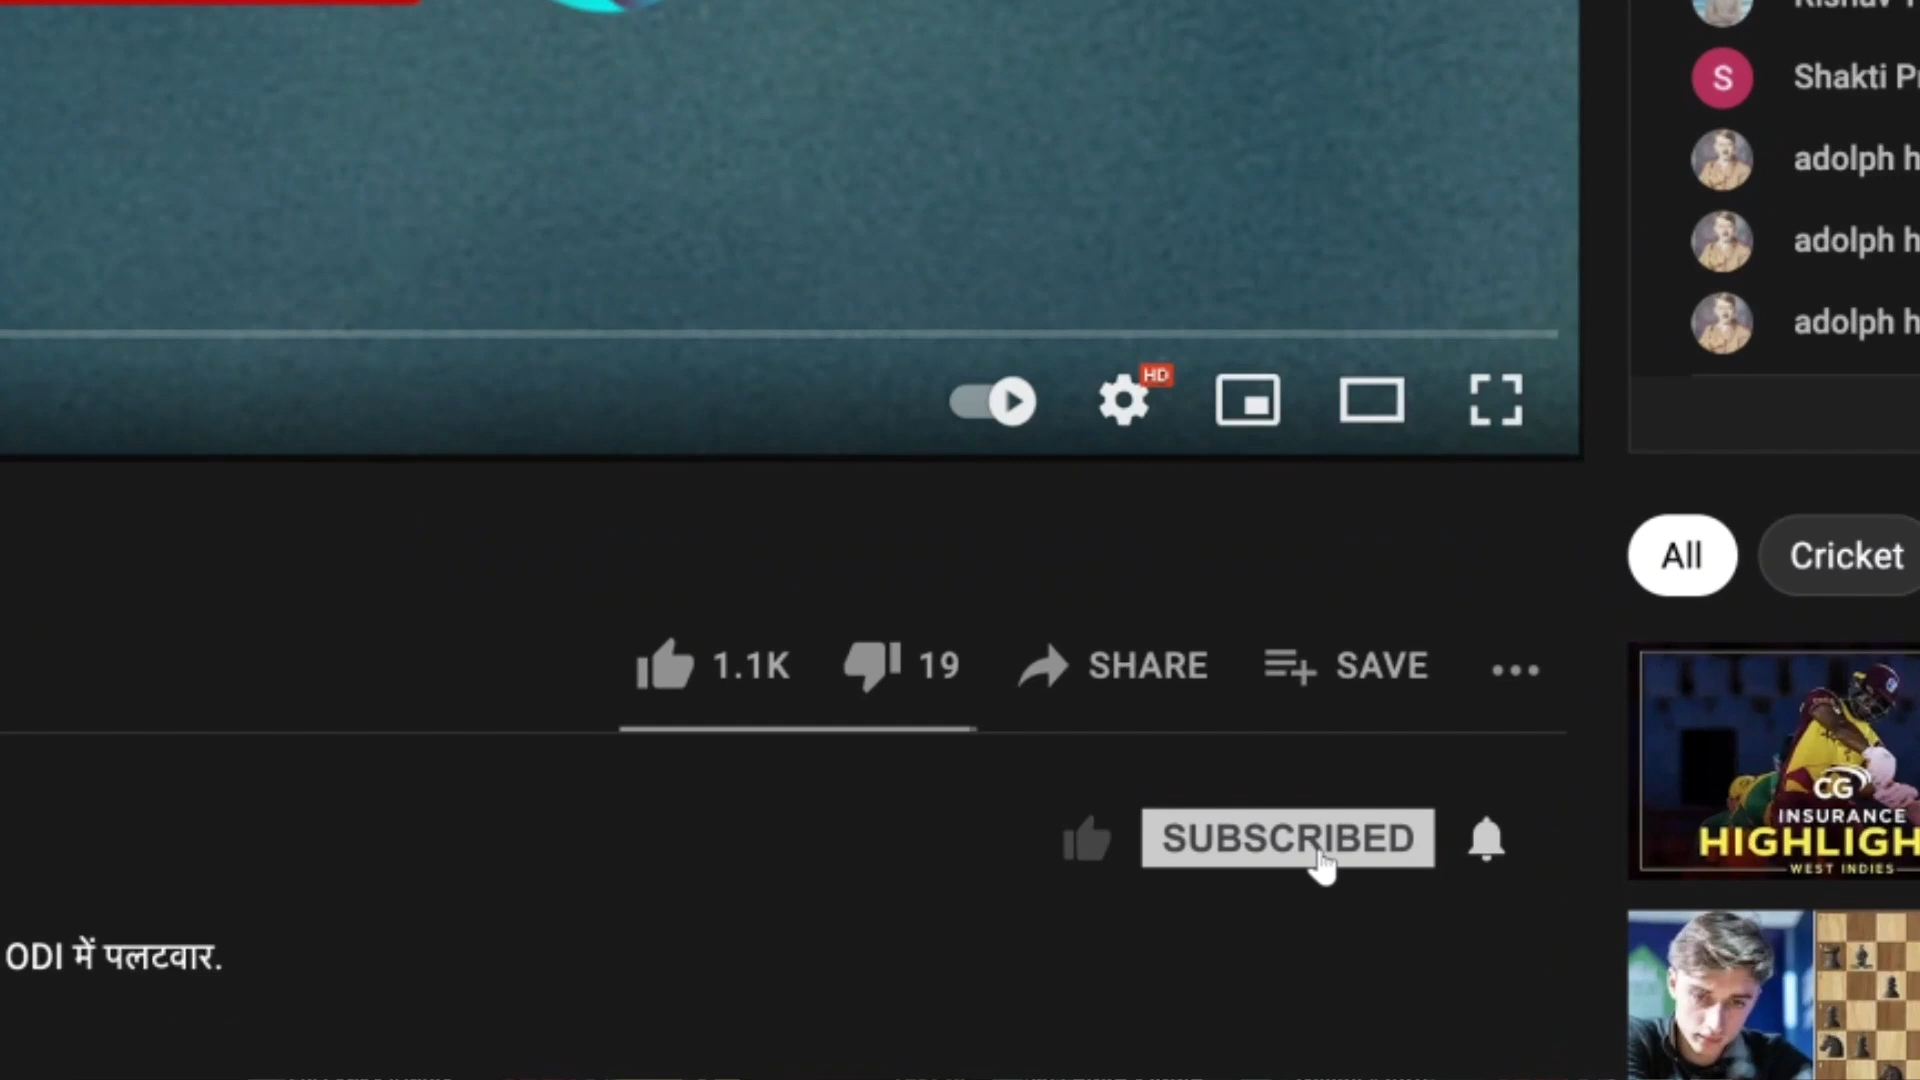 S
Shakti
adolph
adolph
adolph
HD
All Cricket
1.1K 19 SHARE SAVE
SUBSCRIBED
CG
INSURANCE
WEST INDIES
ODI में पलटवार.